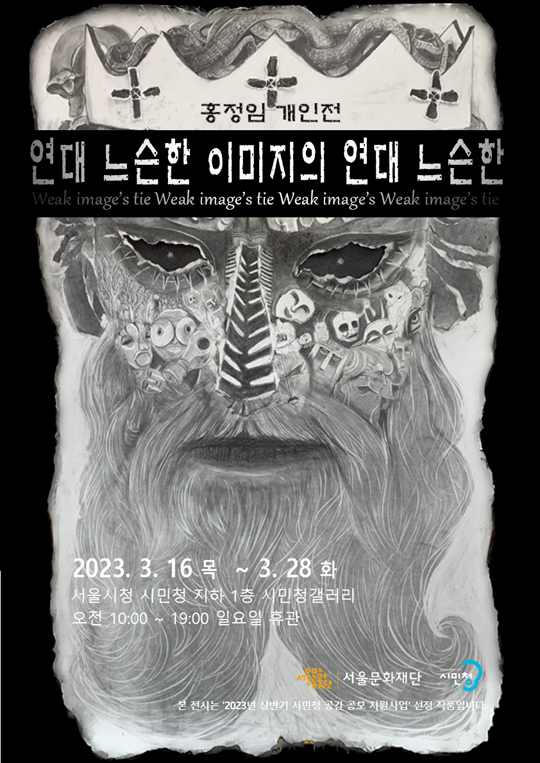 홍정임 개인전
연대 느슨한 이미지의 연대 느슨한
Weak image's tie Weak image's tie Weak image's Weak image's tie
2023. 3. 16 목 ~ 3. 28 화
서울시청 시민청 지하 1층 시민청갤러리
오전 10:00 ~ 19:00 일요일 휴관
서울문화재단 시민청
본 전시는 '2023년 상반기 시민청 공간 공모 지원사업' 선정 작품입니다